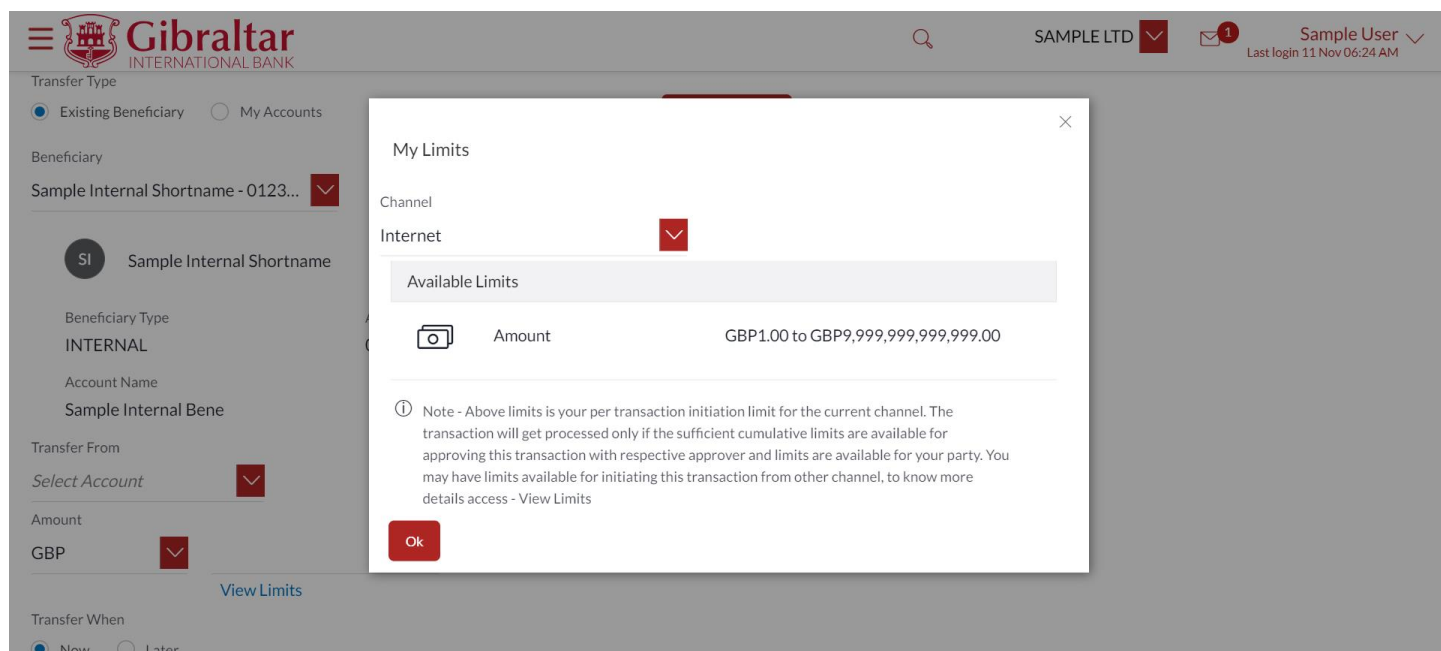 Gibraltar
INTERNATIONAL BANK
SAMPLE LTD
1
Sample User
Last login 11 Nov 06:24 AM
Transfer Type
Existing Beneficiary My Accounts
Beneficiary
Sample Internal Shortname - 0123...
SI Sample Internal Shortname
Beneficiary Type
INTERNAL
Account Name
Sample Internal Bene
Transfer From
Select Account
Amount
GBP
View Limits
Transfer When
Now Later
My Limits
Channel
Internet
Available Limits
Amount GBP1.00 to GBP9,999,999,999,999.00
Note - Above limits is your per transaction initiation limit for the current channel. The
transaction will get processed only if the sufficient cumulative limits are available for
approving this transaction with respective approver and limits are available for your party. You
may have limits available for initiating this transaction from other channel, to know more
details access - View Limits
Ok